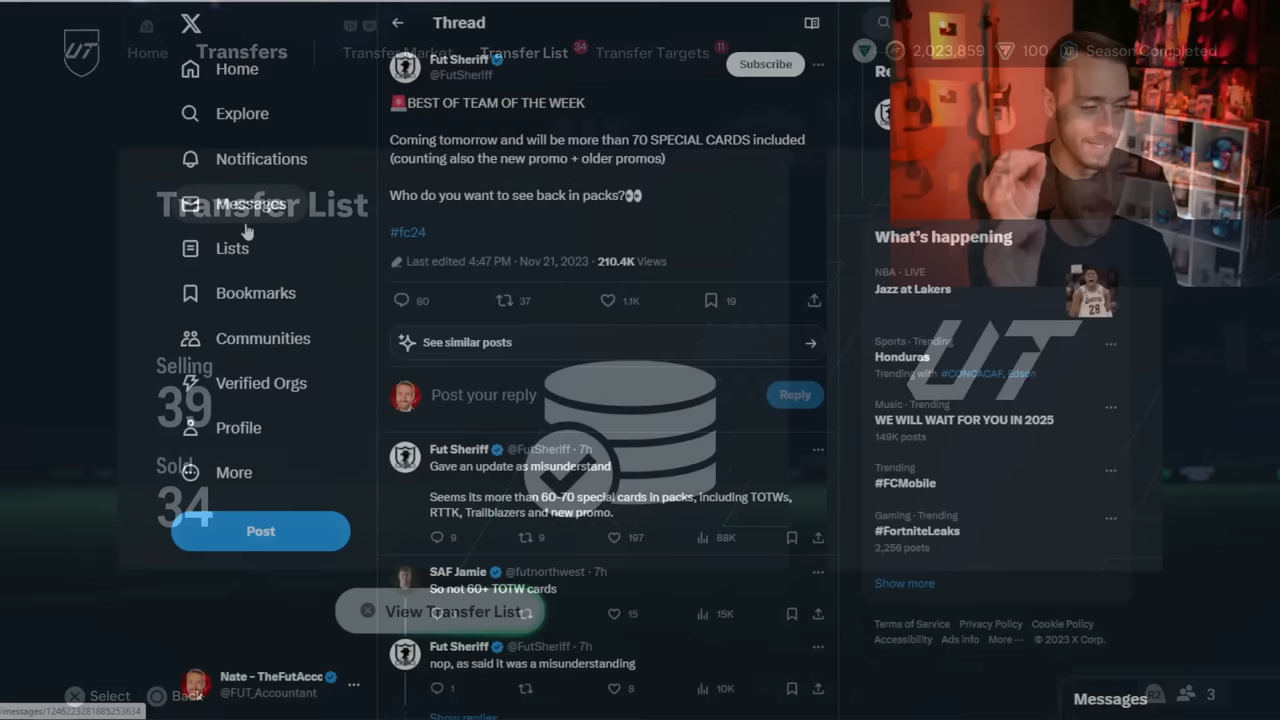 X
Home
Explore
Notifications
Messages
Lists
Bookmarks
Communities
Verified Orgs
Profile
More
Post
Nate - TheFutAcc
@FUT_Accountant
/messages/1246223281885253634
Thread
Fut Sheriff
@FutSheriff
Subscribe
🚨BEST OF TEAM OF THE WEEK
Coming tomorrow and will be more than 70 SPECIAL CARDS included
(counting also the new promo + older promos)
Who do you want to see back in packs?👀
#fc24
Last edited 4:47 PM · Nov 21, 2023 · 210.4K Views
80 37 1.1K 19
See similar posts
Post your reply
Reply
Fut Sheriff @FutSheriff · 7h
Gave an update as misunderstand
Seems its more than 60-70 special cards in packs, including TOTWs,
RTTK, Trailblazers and new promo.
9 9 197 88K
SAF Jamie @futnorthwest · 7h
So not 60+ TOTW cards
15 15K
Fut Sheriff @FutSheriff · 7h
nop, as said it was a misunderstanding
1 8 10K
Show replies
Re
What's happening
NBA · LIVE
Jazz at Lakers
Sports · Trending
Honduras
Trending with #CONCACAF, Edson
Music · Trending
WE WILL WAIT FOR YOU IN 2025
149K posts
Trending
#FCMobile
Gaming · Trending
#FortniteLeaks
2,256 posts
Show more
Terms of Service Privacy Policy Cookie Policy
Accessibility Ads info More ··· © 2023 X Corp.
Messages
UT
Home
Transfers
Transfer Market
Transfer List 34
Transfer Targets 11
2,023,859
100
XP Season Completed
Transfer List
Selling
39
Sold
34
UT
View Transfer List
Select
Back
R2
3